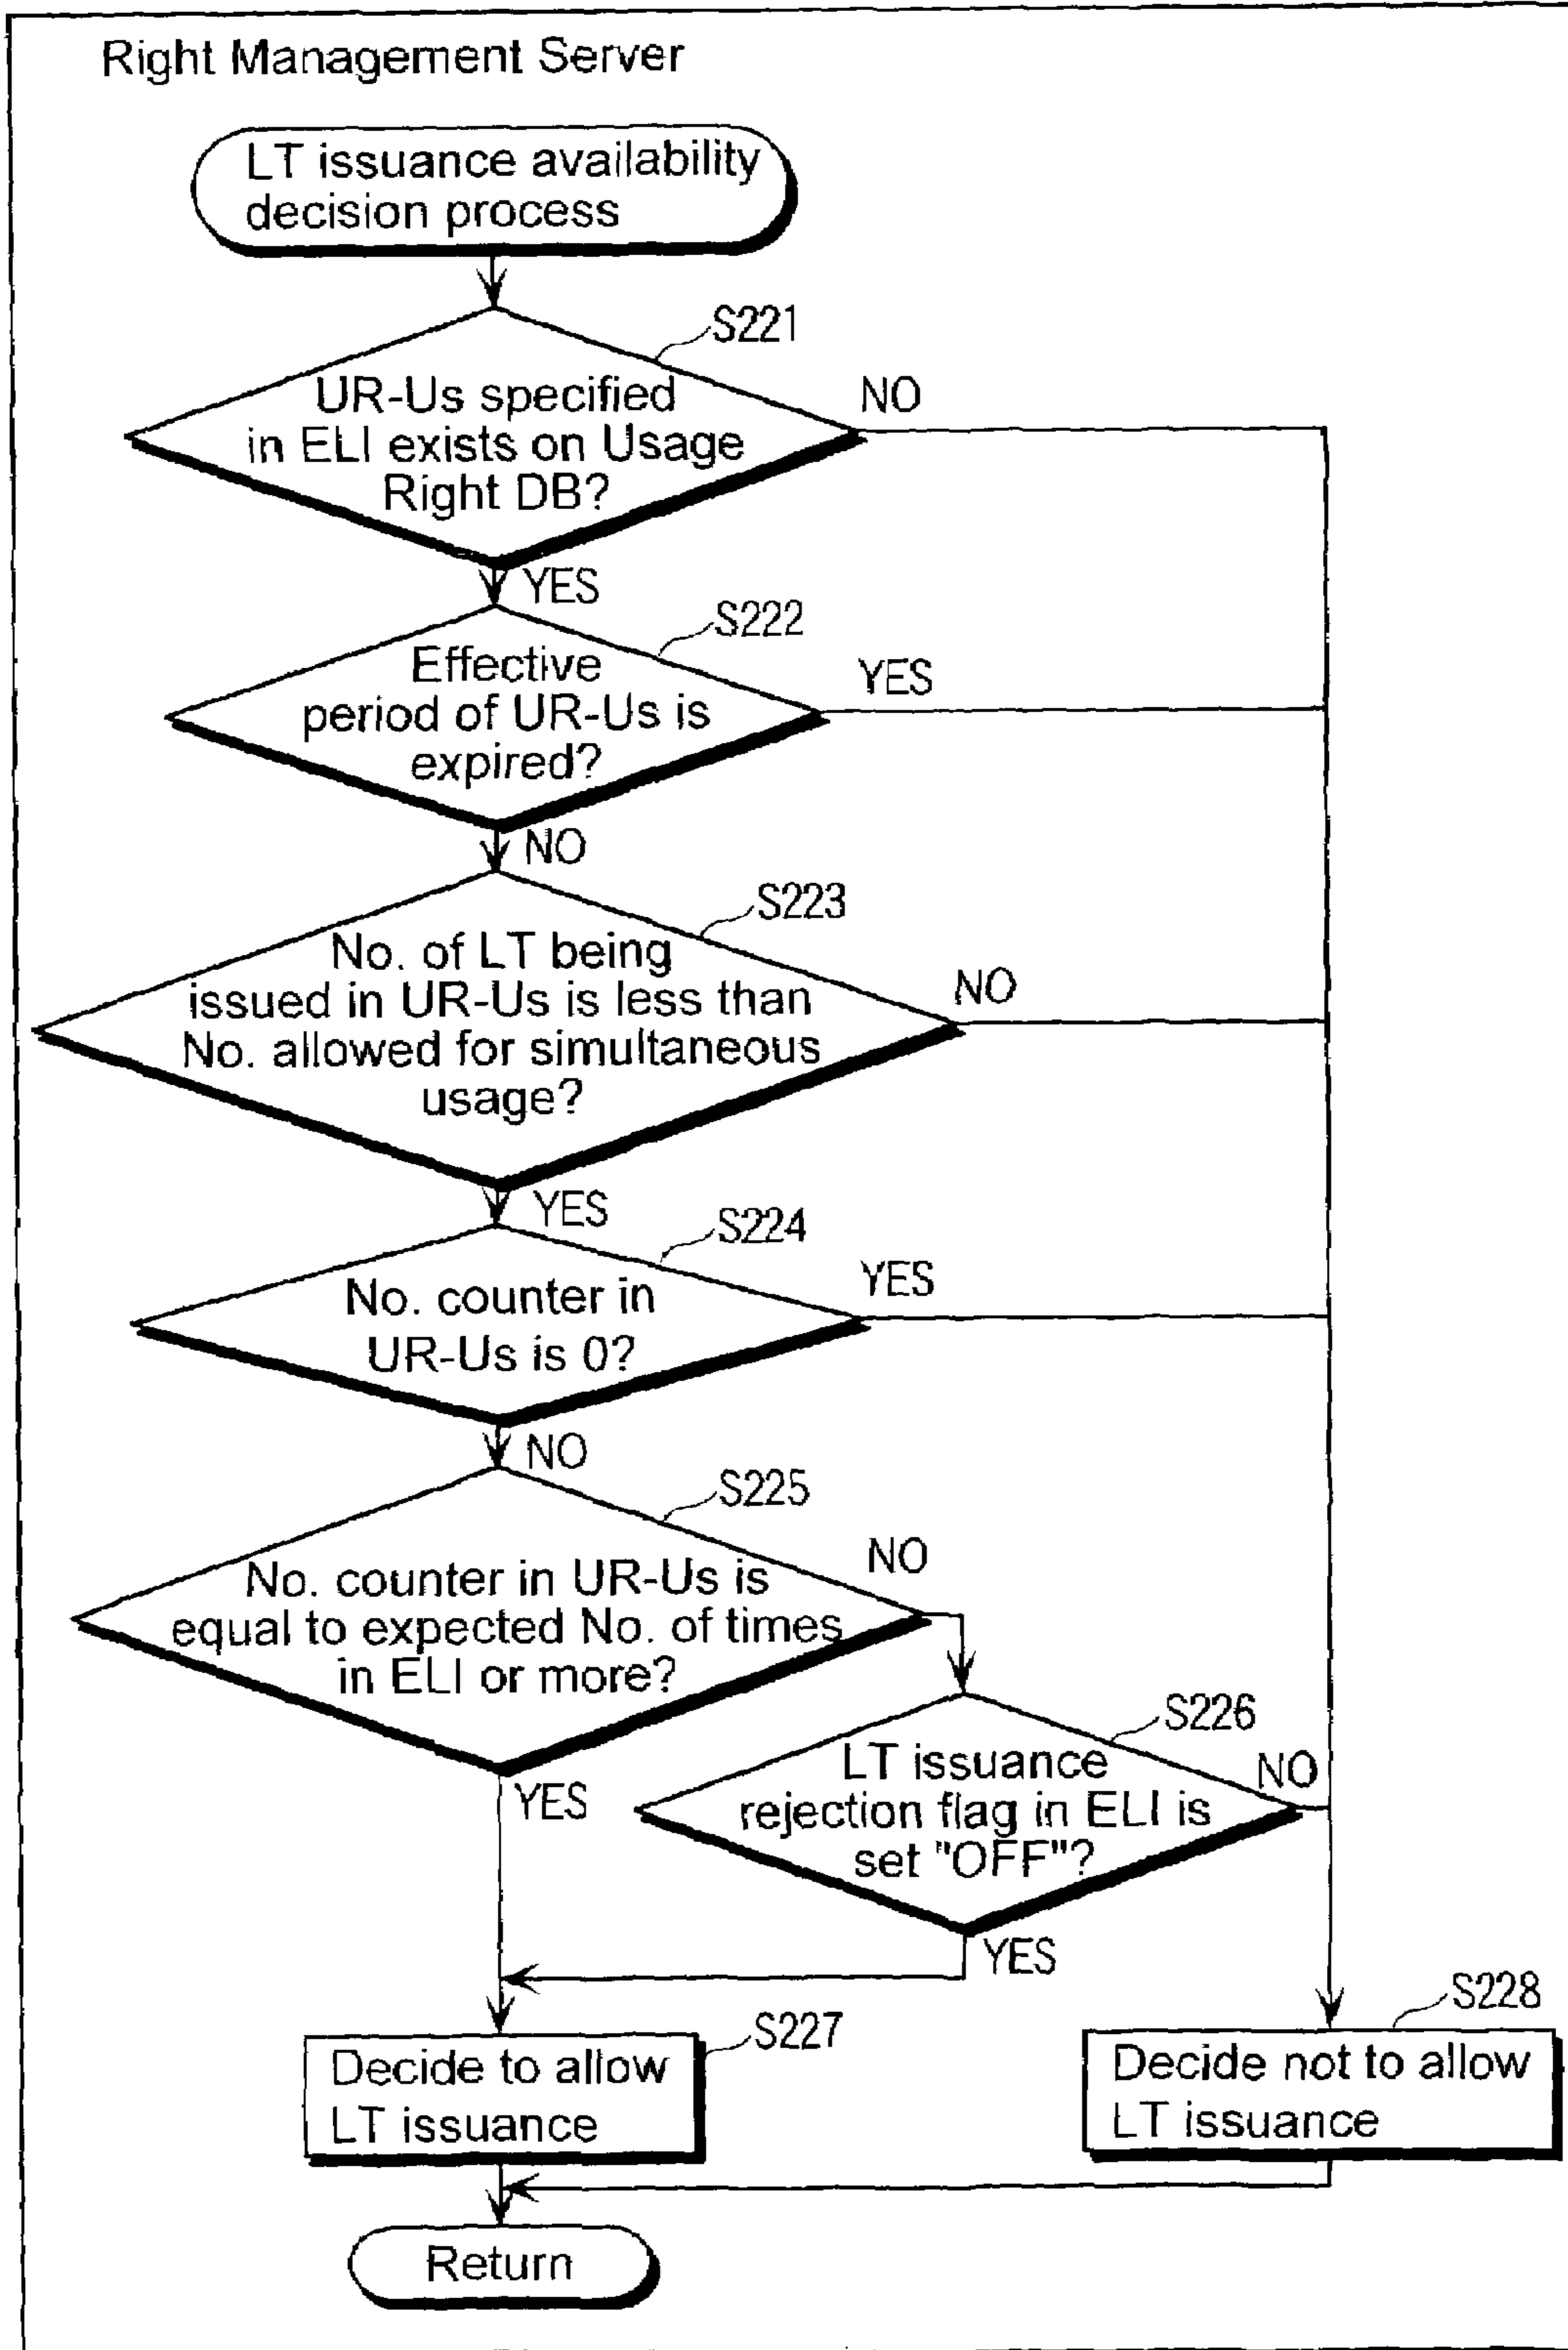 Right Management Server
LT issuance availability
decision process
S221
UR-Us specified
in ELI exists on Usage
Right DB?
NO
YES
S222
Effective
period of UR-Us is
expired?
YES
NO
S223
No. of LT being
issued in UR-Us is less than
No. allowed for simultaneous
usage?
NO
YES
S224
No. counter in
UR-Us is 0?
YES
NO
S225
No. counter in UR-Us is
equal to expected No. of times
in ELI or more?
NO
YES
S226
LT issuance
rejection flag in ELI is
set "OFF"?
NO
YES
S227
Decide to allow
LT issuance
S228
Decide not to allow
LT issuance
Return